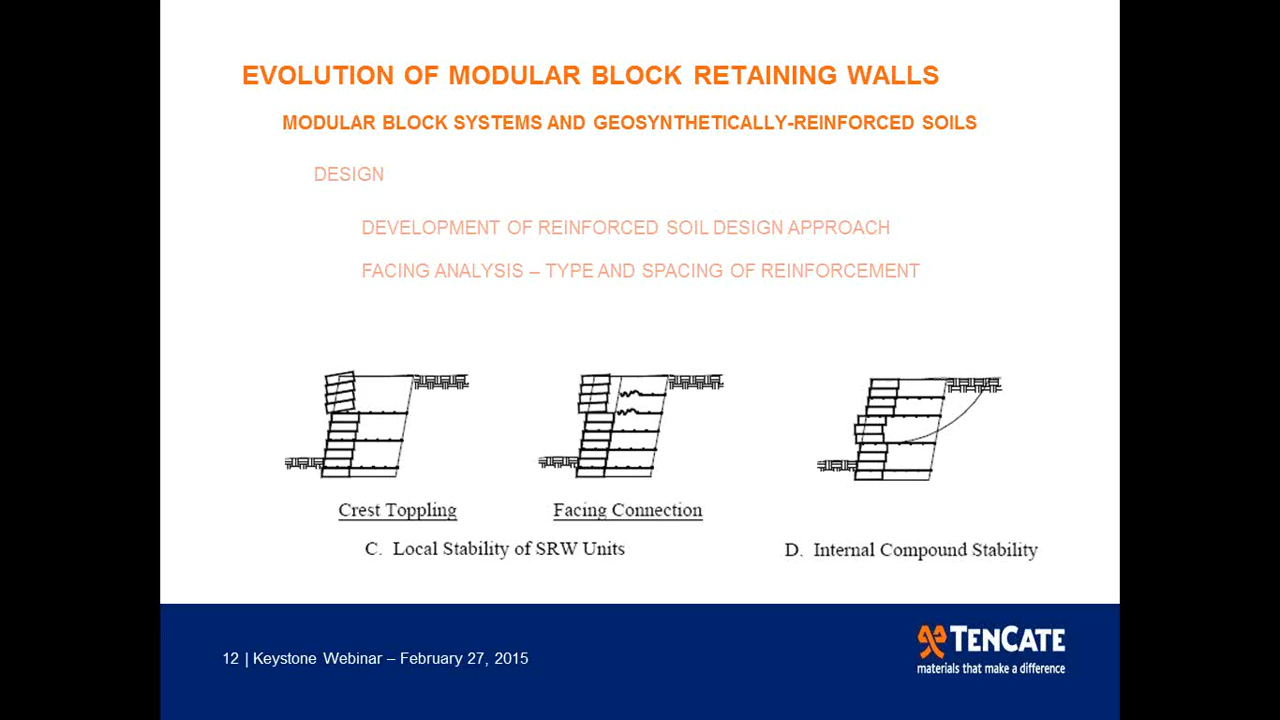 EVOLUTION OF MODULAR BLOCK RETAINING WALLS
MODULAR BLOCK SYSTEMS AND GEOSYNTHETICALLY-REINFORCED SOILS
DESIGN
DEVELOPMENT OF REINFORCED SOIL DESIGN APPROACH
FACING ANALYSIS – TYPE AND SPACING OF REINFORCEMENT
Crest Toppling
Facing Connection
C. Local Stability of SRW Units
D. Internal Compound Stability
12 | Keystone Webinar – February 27, 2015
TENCATE
materials that make a difference